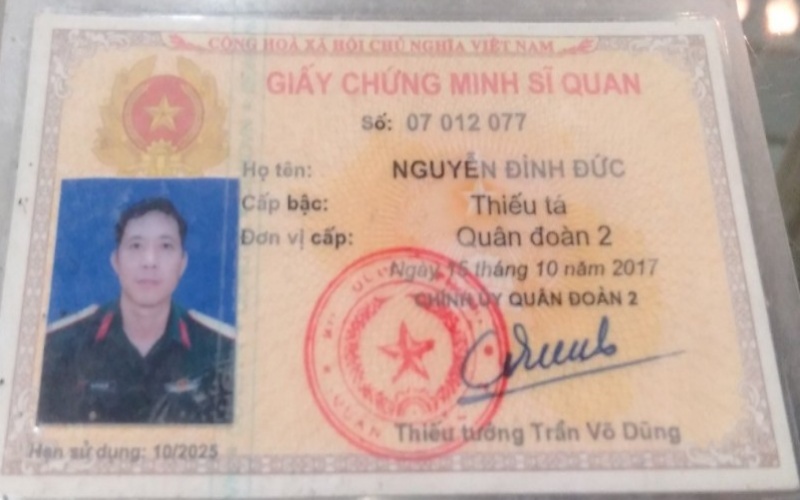 CỘNG HOÀ XÃ HỘI CHỦ NGHĨA VIỆT NAM
GIẤY CHỨNG MINH SĨ QUAN
Số: 07 012 077
Họ tên: NGUYỄN ĐÌNH ĐỨC
Cấp bậc: Thiếu tá
Đơn vị cấp: Quân đoàn 2
Ngày 15 tháng 10 năm 2017
CHÍNH ỦY QUÂN ĐOÀN 2
QUÂN
Thiếu tướng Trần Võ Dũng
Hạn sử dụng: 10/2025